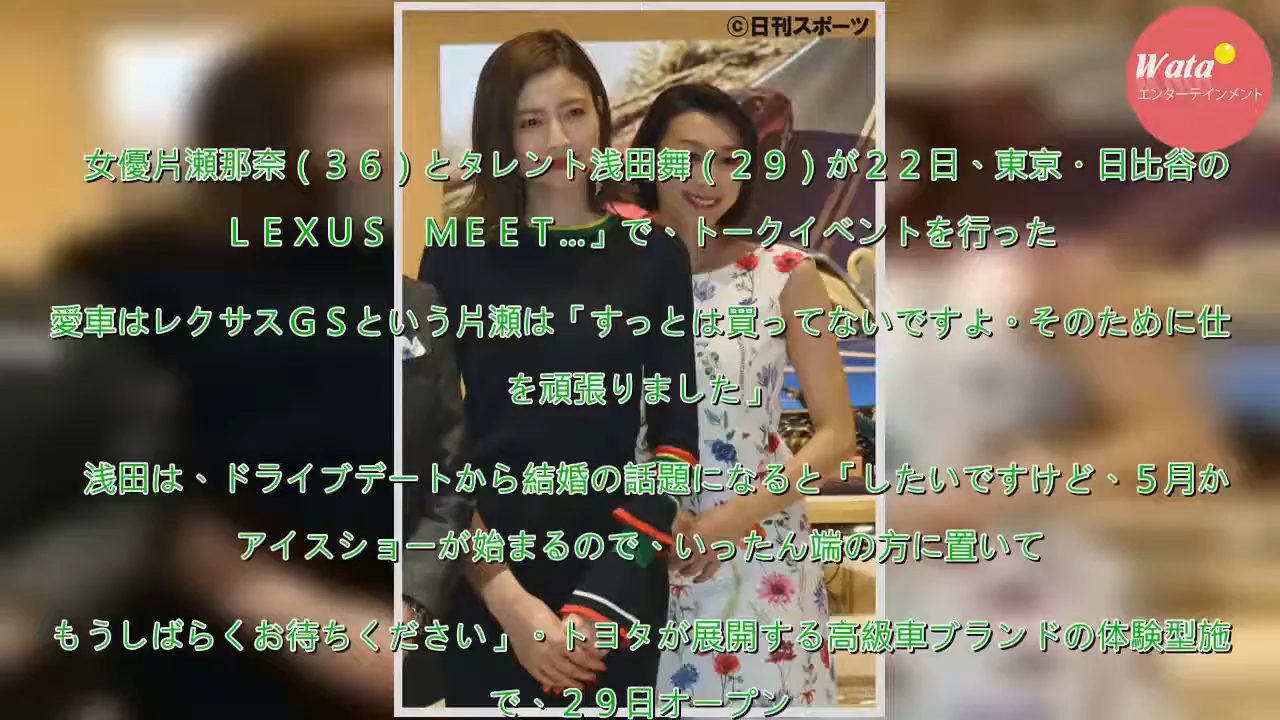 ©日刊スポーツ
Wata
エンターテインメント
女優片瀬那奈(３６)とタレント浅田舞(２９)が２２日、東京・日比谷の
ＬＥＸＵＳ　ＭＥＥＴ...」で、トークイベントを行った
愛車はレクサスＧＳという片瀬は「すっとは買ってないですよ・そのために仕
を頑張りました」
浅田は、ドライブデートから結婚の話題になると「したいですけど、５月か
アイスショーが始まるので、いったん端の方に置いて
もうしばらくお待ちください」・トヨタが展開する高級車ブランドの体験型施
で、２９日オープン